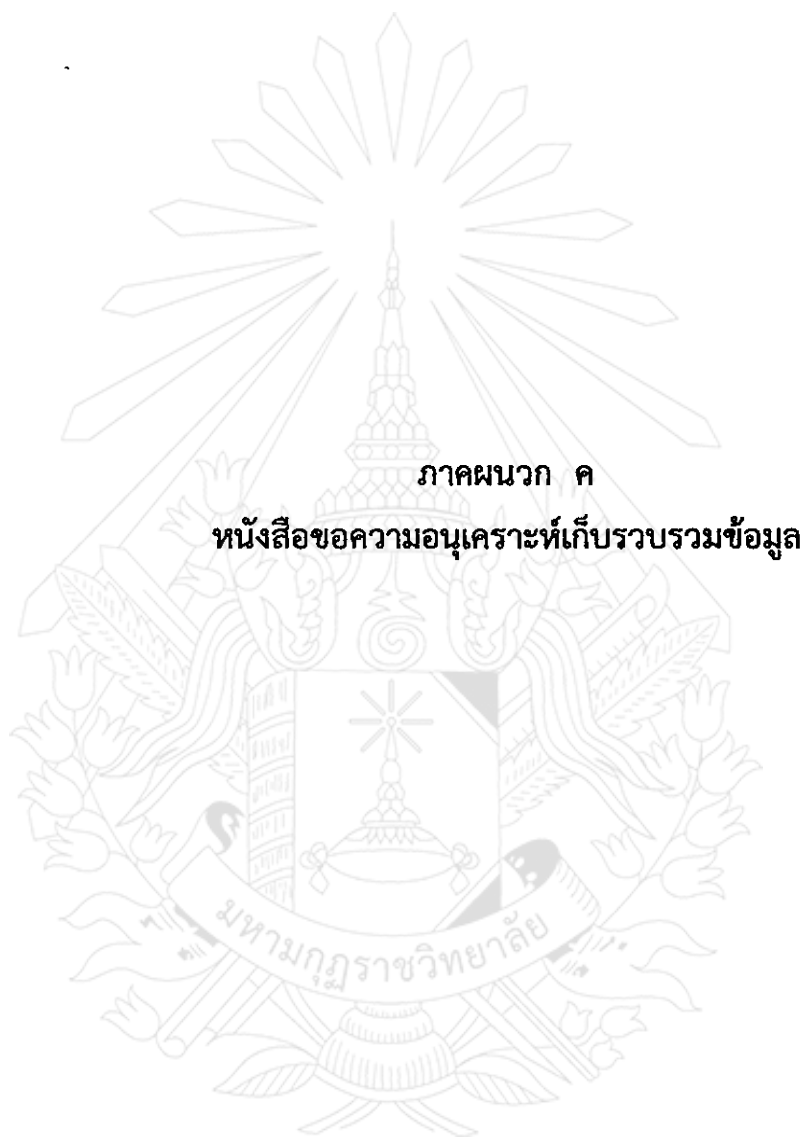 ภาคผนวก ค
หนังสือขอความอนุเคราะห์เก็บรวบรวมข้อมูล
มหามกุฏราชวิทยาลัย